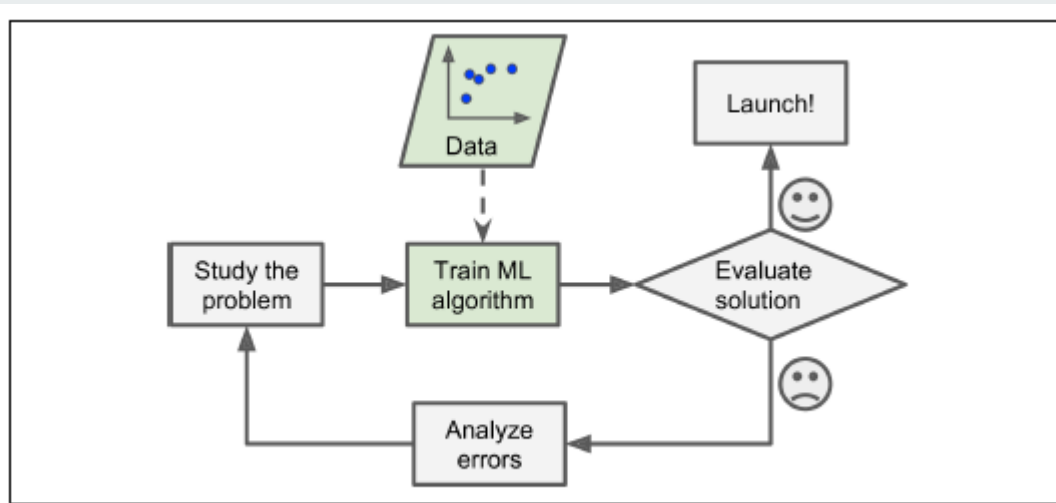 Data
Launch!
Study the
problem
Train ML
algorithm
Evaluate
solution
Analyze
errors